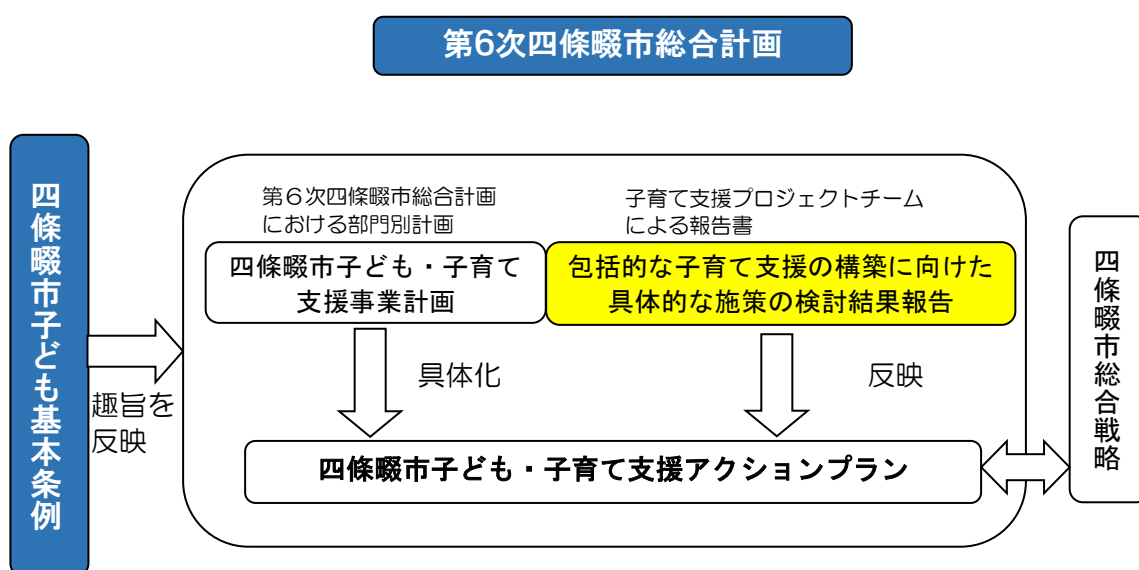 第6次四條畷市総合計画
四條畷市子ども基本条例
趣旨を
反映
第６次四條畷市総合計画
における部門別計画
四條畷市子ども・子育て
支援事業計画
子育て支援プロジェクトチーム
による報告書
包括的な子育て支援の構築に向けた
具体的な施策の検討結果報告
具体化
反映
四條畷市子ども・子育て支援アクションプラン
四條畷市総合戦略